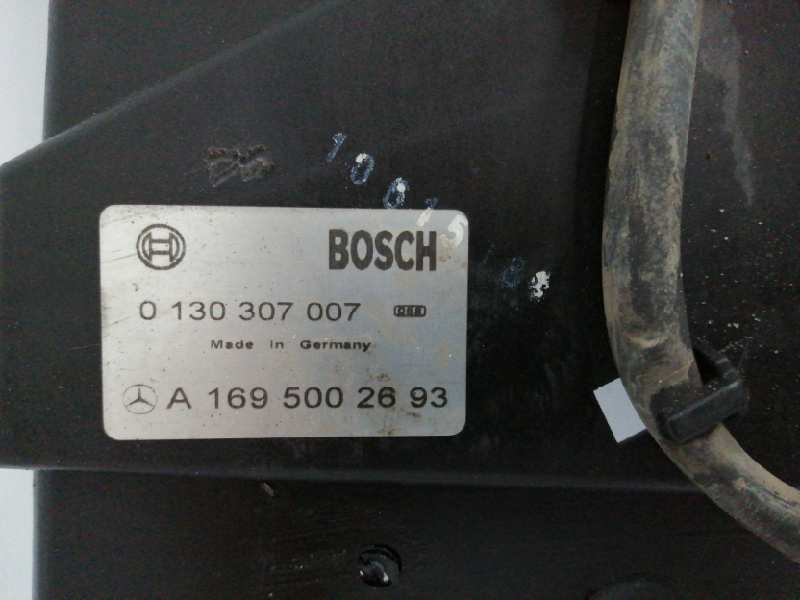 BOSCH
0 130 307 007
Made in Germany
A 169 500 26 93